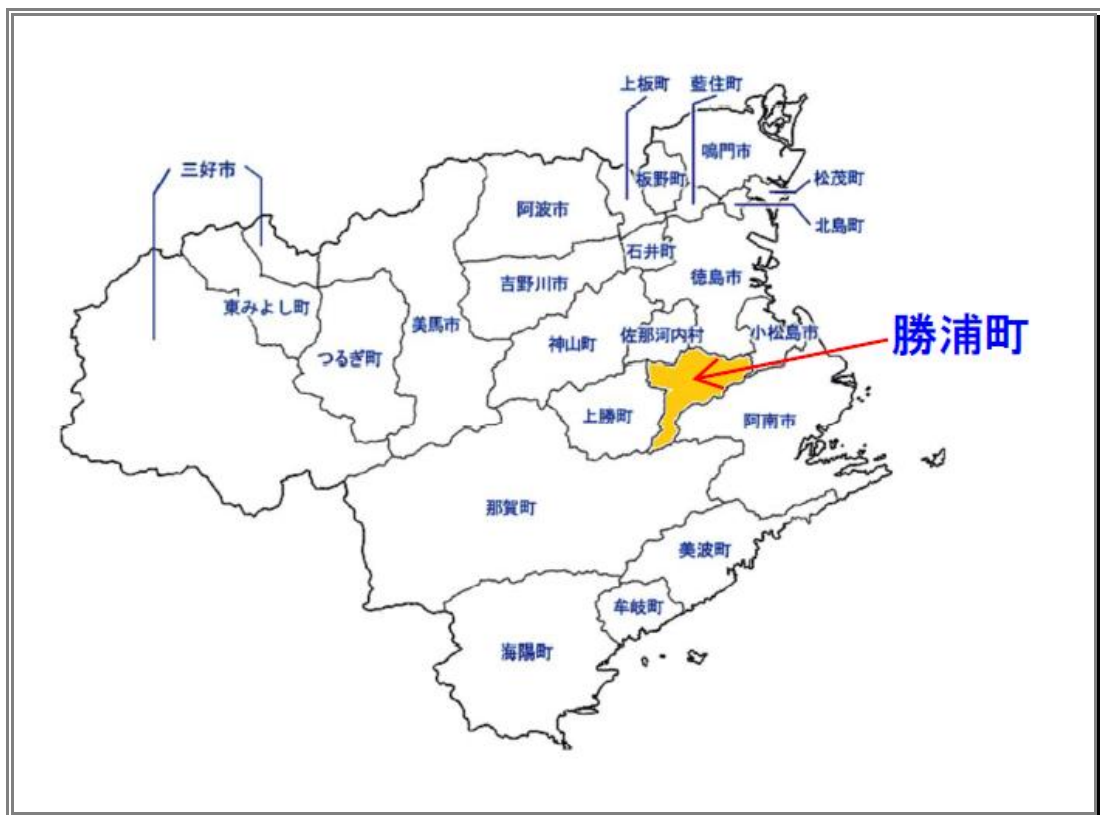 上板町
藍住町
鳴門市
三好市
板野町
松茂町
阿波市
北島町
石井町
徳島市
吉野川市
東みよし町
美馬市
佐那河内村
小松島市
勝浦町
神山町
つるぎ町
上勝町
阿南市
那賀町
美波町
牟岐町
海陽町